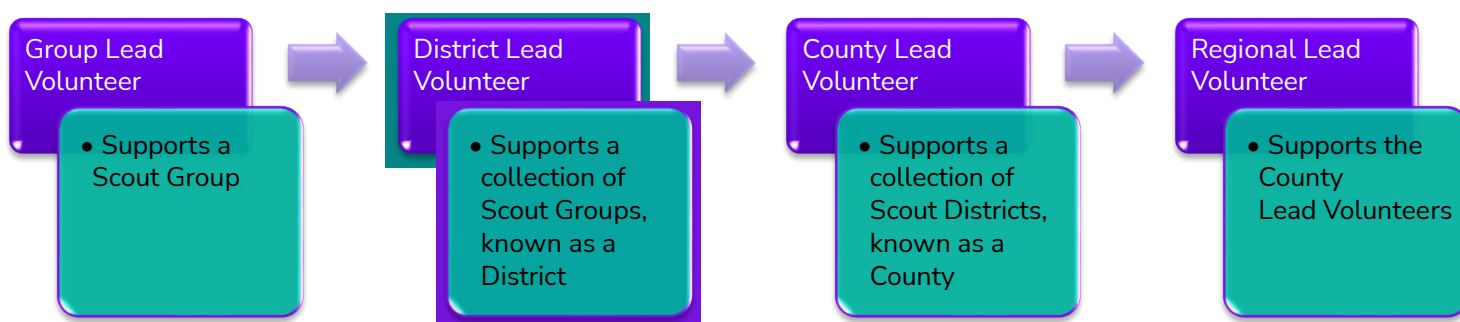 Group Lead
Volunteer
• Supports a
Scout Group
District Lead
Volunteer
• Supports a
collection of
Scout Groups,
known as a
District
County Lead
Volunteer
• Supports a
collection of
Scout Districts,
known as a
County
Regional Lead
Volunteer
• Supports the
County
Lead Volunteers